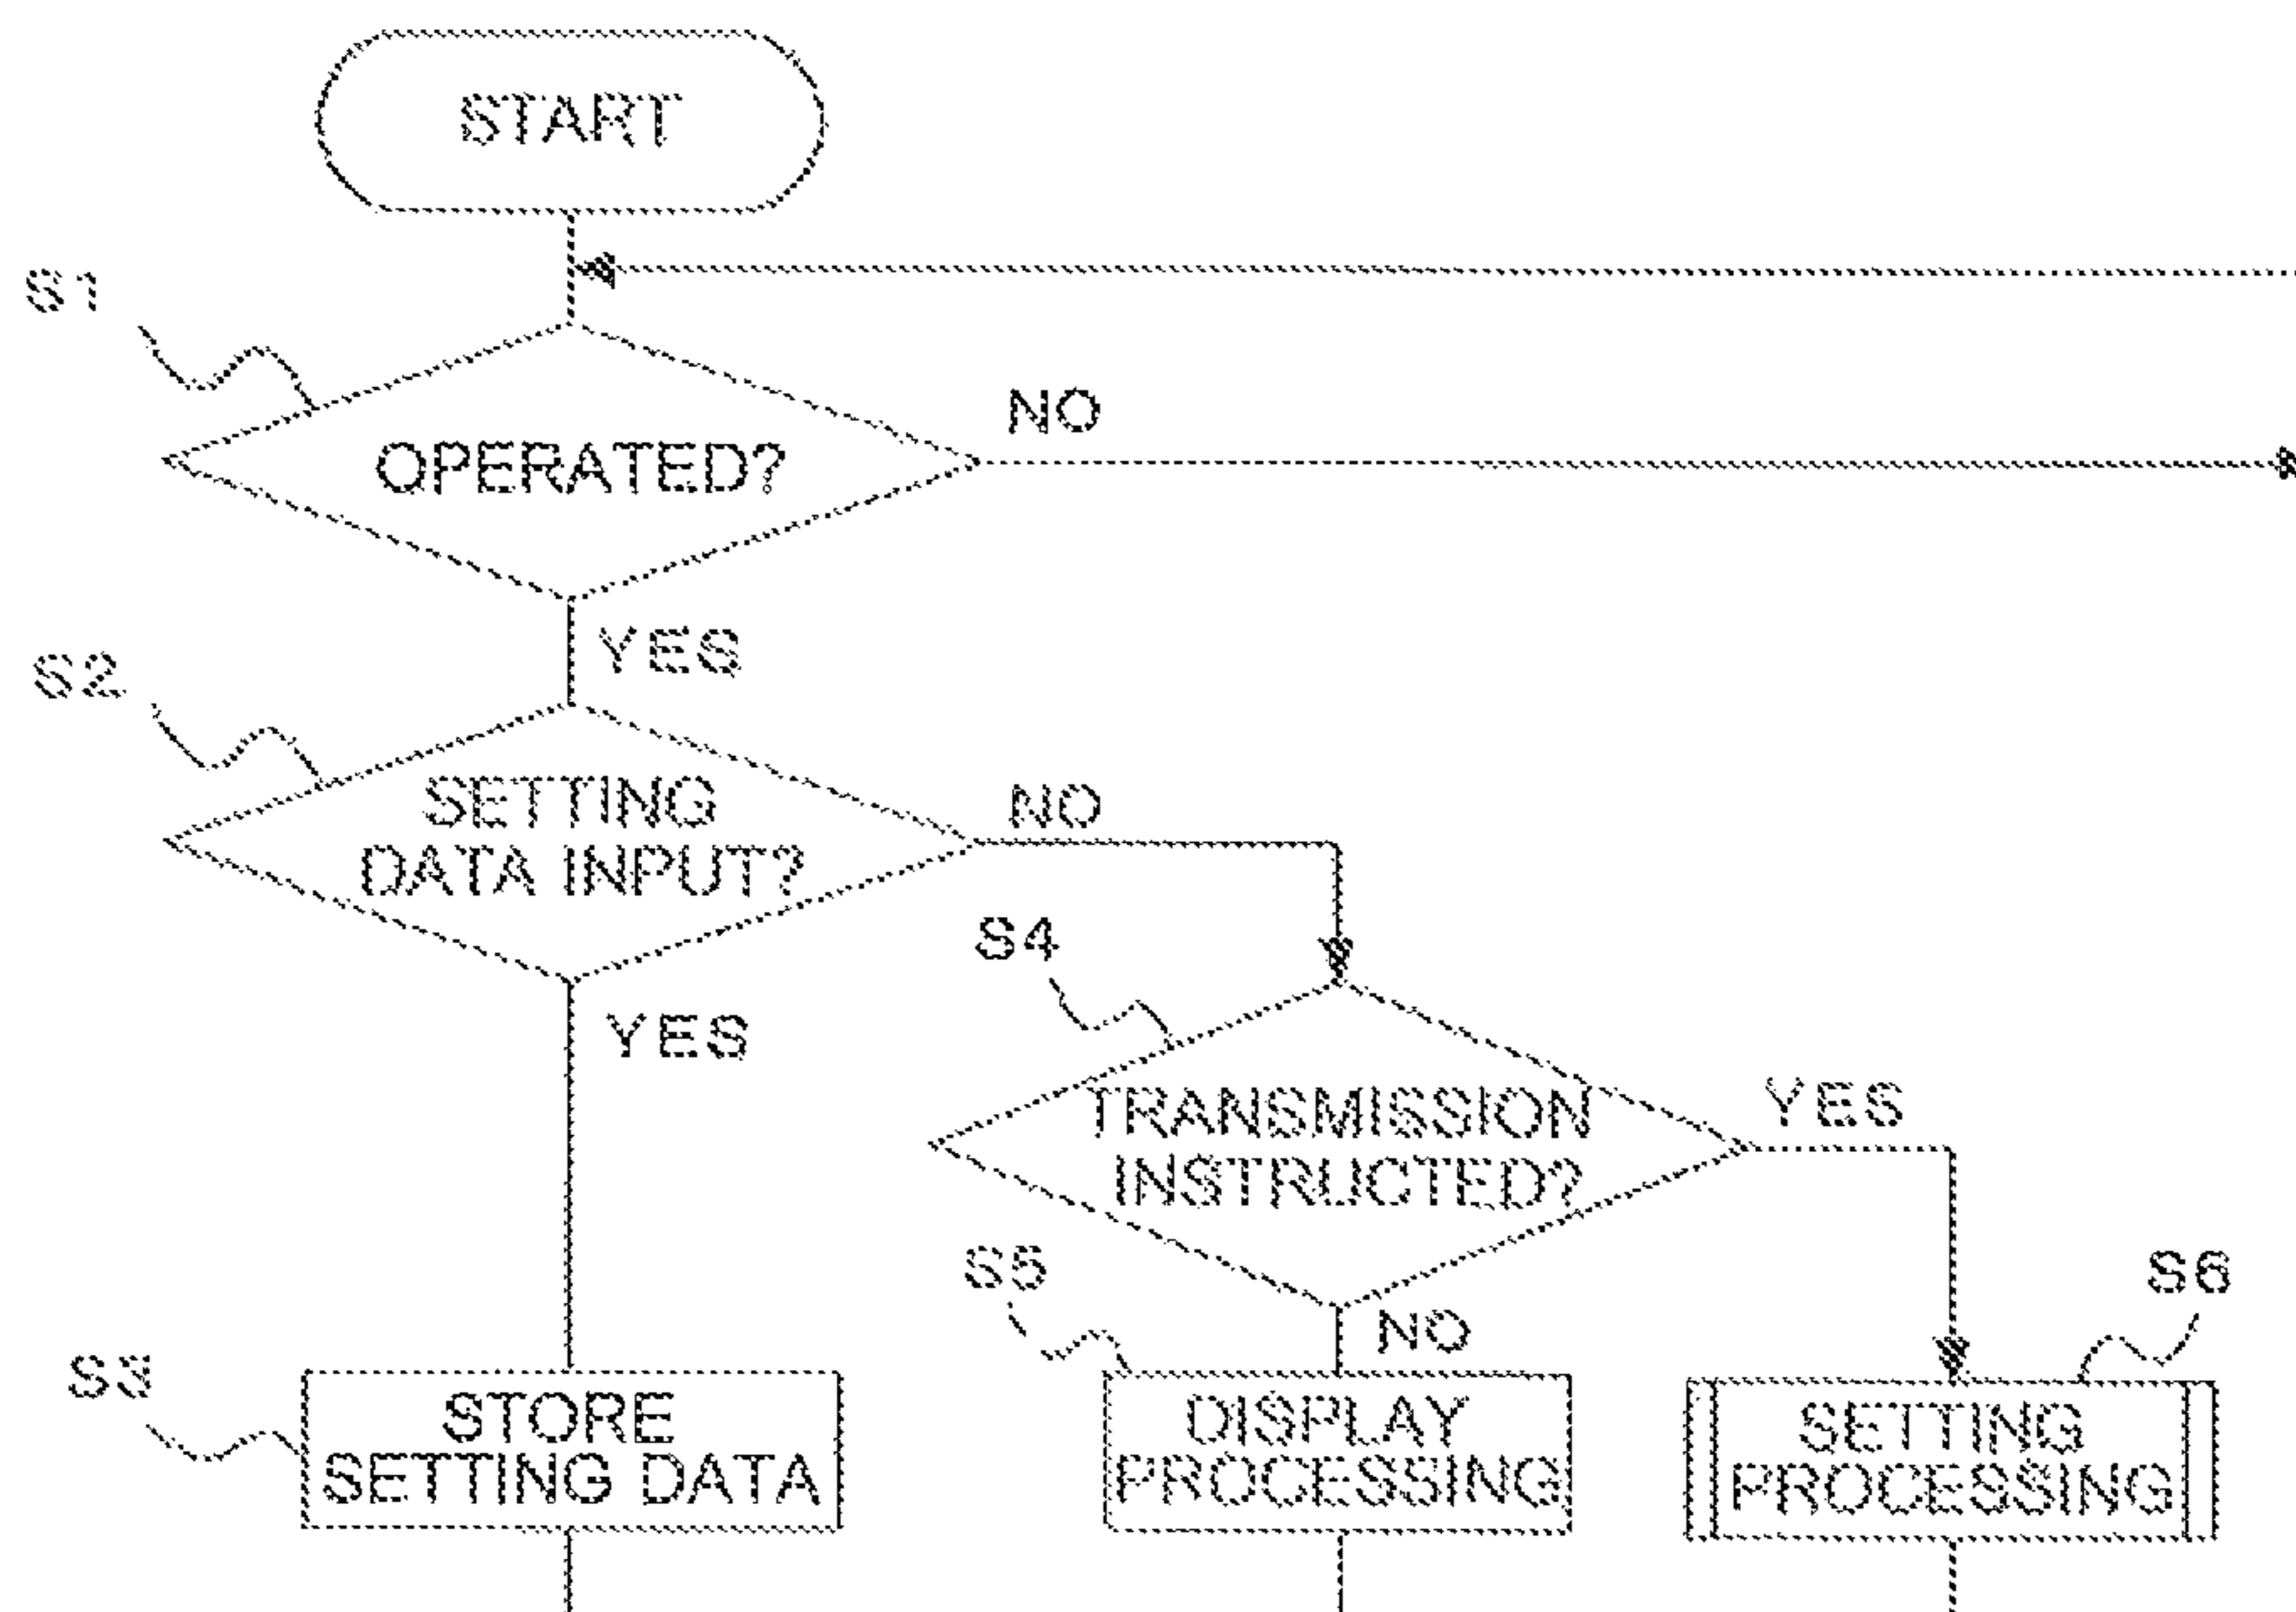 START
S1
OPERATED?
NO
YES
S2
SETTING
DATA INPUT?
NO
YES
S4
TRANSMISSION
INSTRUCTED?
YES
NO
S3
STORE
SETTING DATA
S5
DISPLAY
PROCESSING
S6
SETTING
PROCESSING